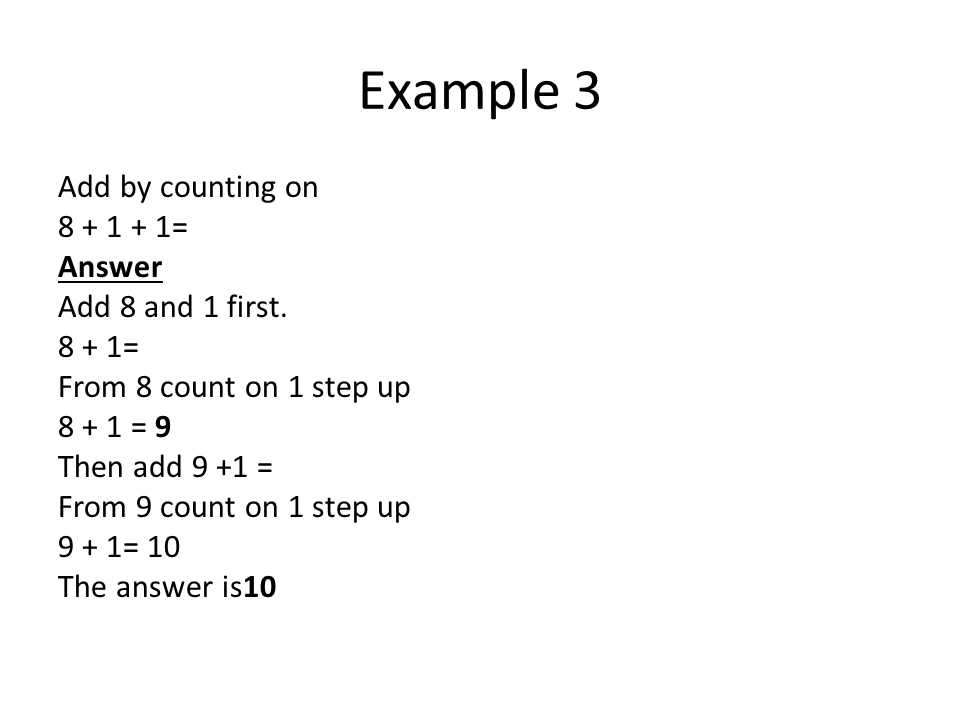 Example 3
Add by counting on
8 + 1 + 1=
Answer
Add 8 and 1 first.
8 + 1=
From 8 count on 1 step up
8 + 1 = 9
Then add 9 +1 =
From 9 count on 1 step up
9 + 1= 10
The answer is10